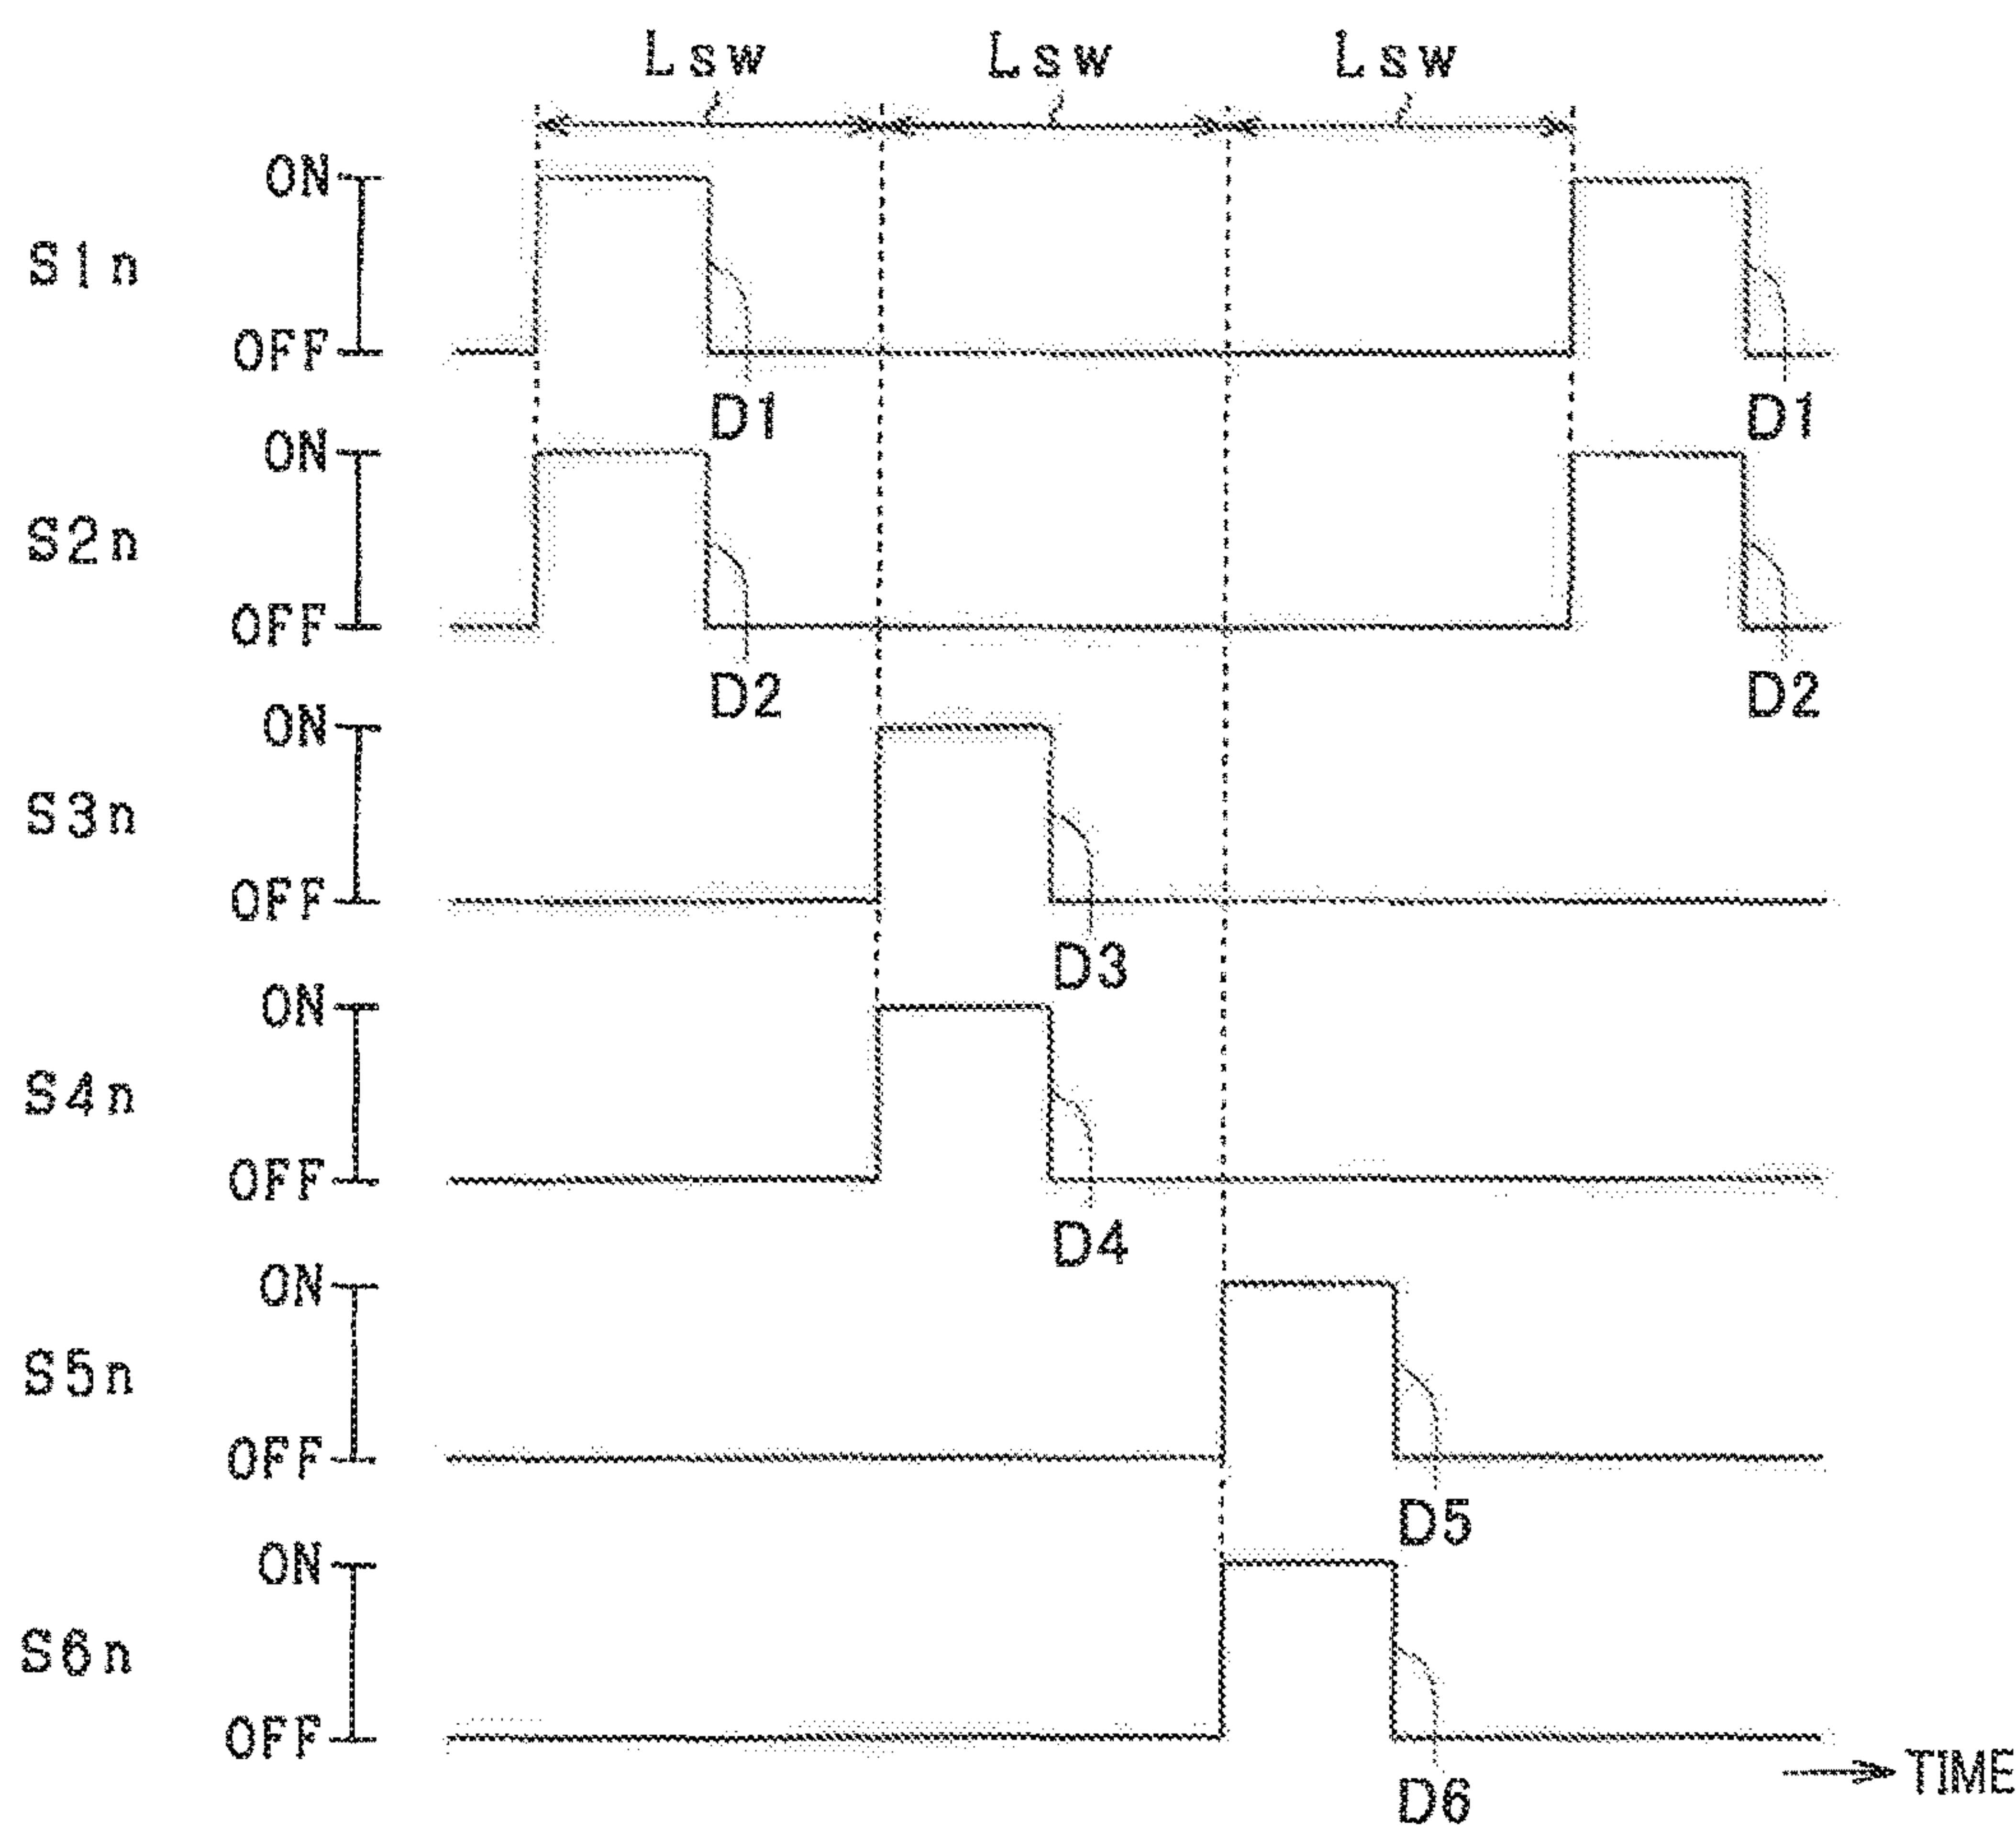 Lsw Lsw Lsw
ON
S1n
OFF
D1 D1
ON
S2n
OFF
D2 D2
ON
S3n
OFF
D3
ON
S4n
OFF
D4
ON
S5n
OFF
D5
ON
S6n
OFF
TIME
D6